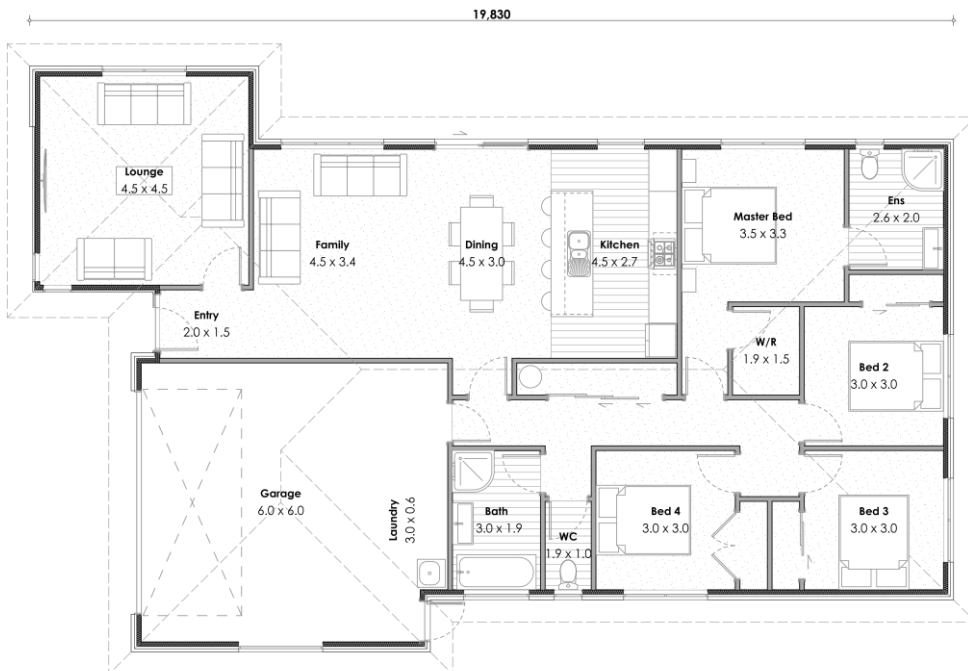 19,830
Lounge
4.5 x 4.5
Family
4.5 x 3.4
Dining
4.5 x 3.0
Kitchen
4.5 x 2.7
Master Bed
3.5 x 3.3
Ens
2.6 x 2.0
Entry
2.0 x 1.5
W/R
1.9 x 1.5
Bed 2
3.0 x 3.0
Garage
6.0 x 6.0
Laundry
3.0 x 0.6
Bath
3.0 x 1.9
WC
1.9 x 1.0
Bed 4
3.0 x 3.0
Bed 3
3.0 x 3.0